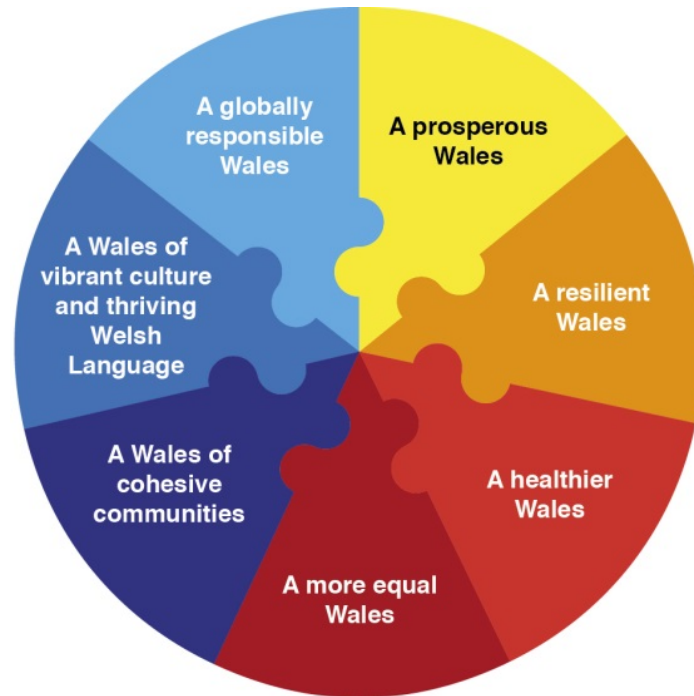 A prosperous
Wales
A resilient
Wales
A healthier
Wales
A more equal
Wales
A Wales of
cohesive
communities
A Wales of
vibrant culture
and thriving
Welsh
Language
A globally
responsible
Wales